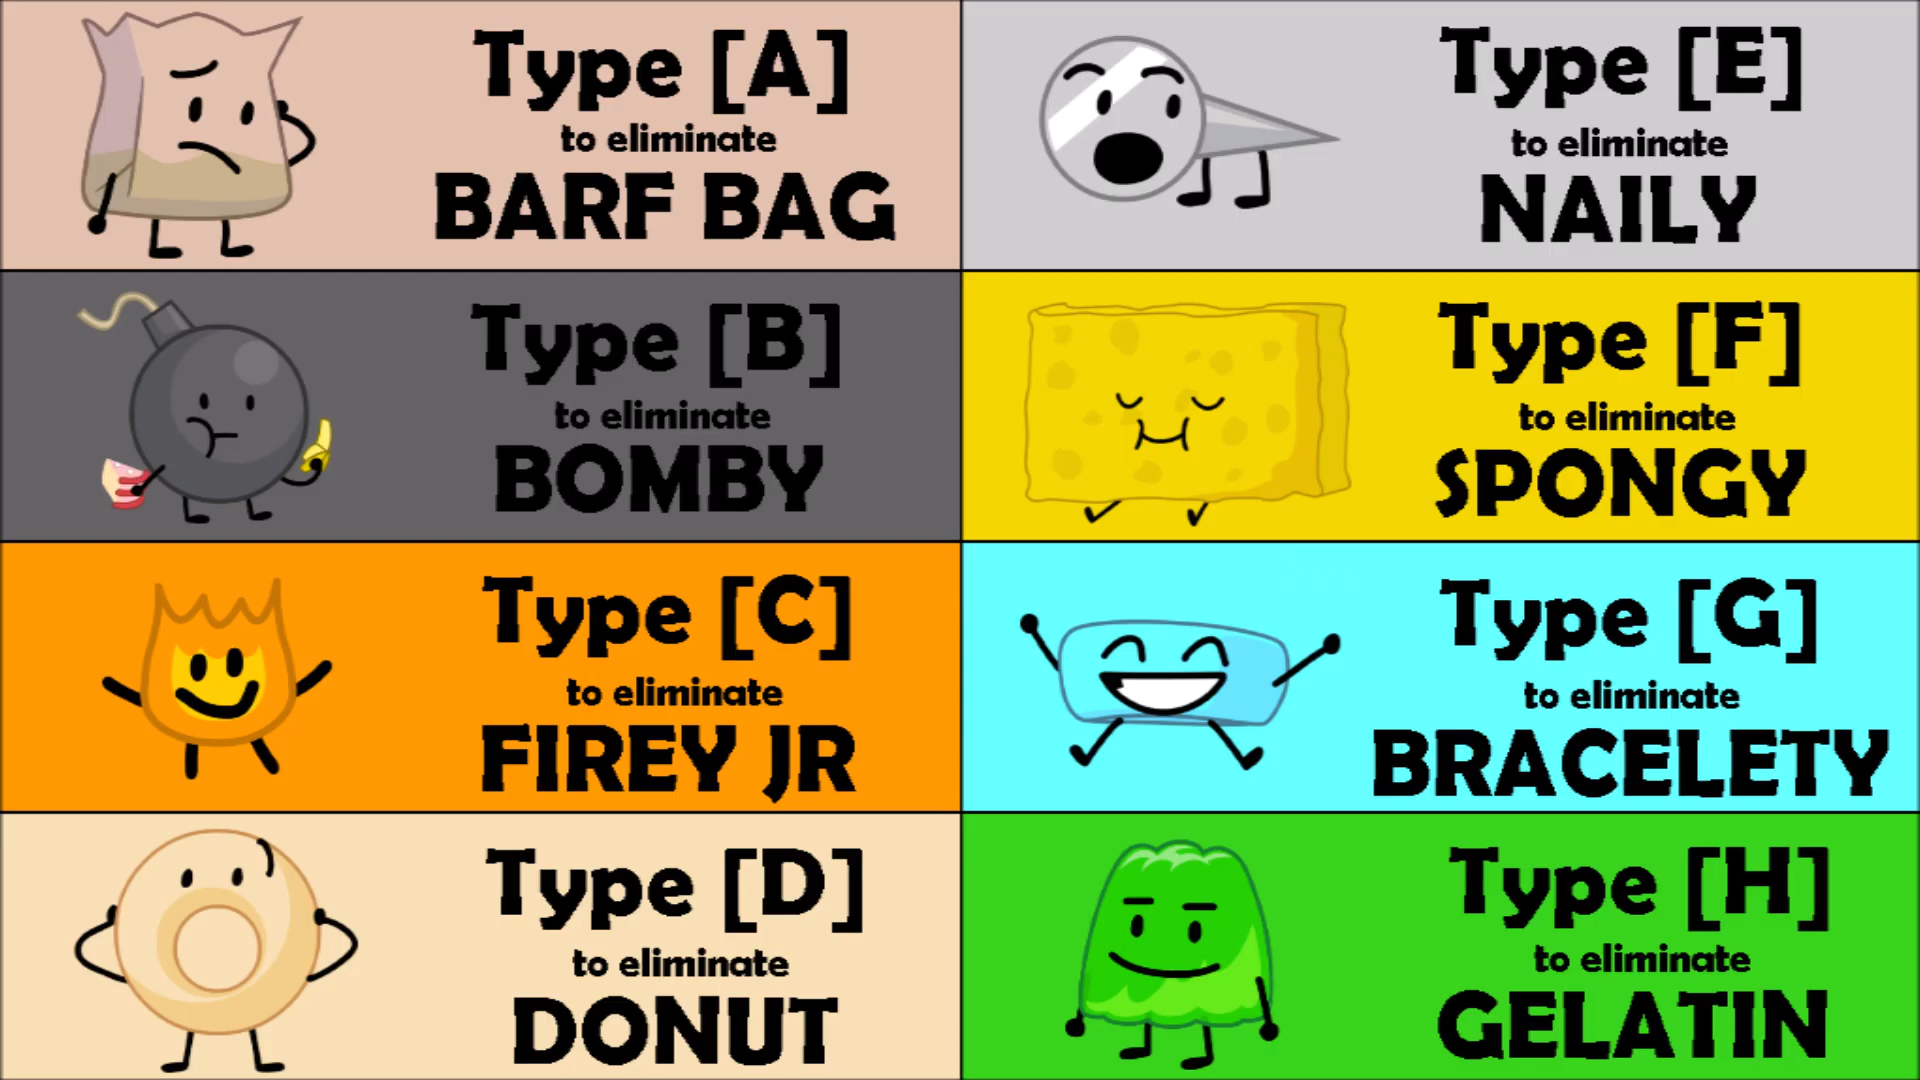 Type [A]
to eliminate
BARF BAG
Type [B]
to eliminate
BOMBY
Type [C]
to eliminate
FIREY JR
Type [D]
to eliminate
DONUT
Type [E]
to eliminate
NAILY
Type [F]
to eliminate
SPONGY
Type [G]
to eliminate
BRACELETY
Type [H]
to eliminate
GELATIN